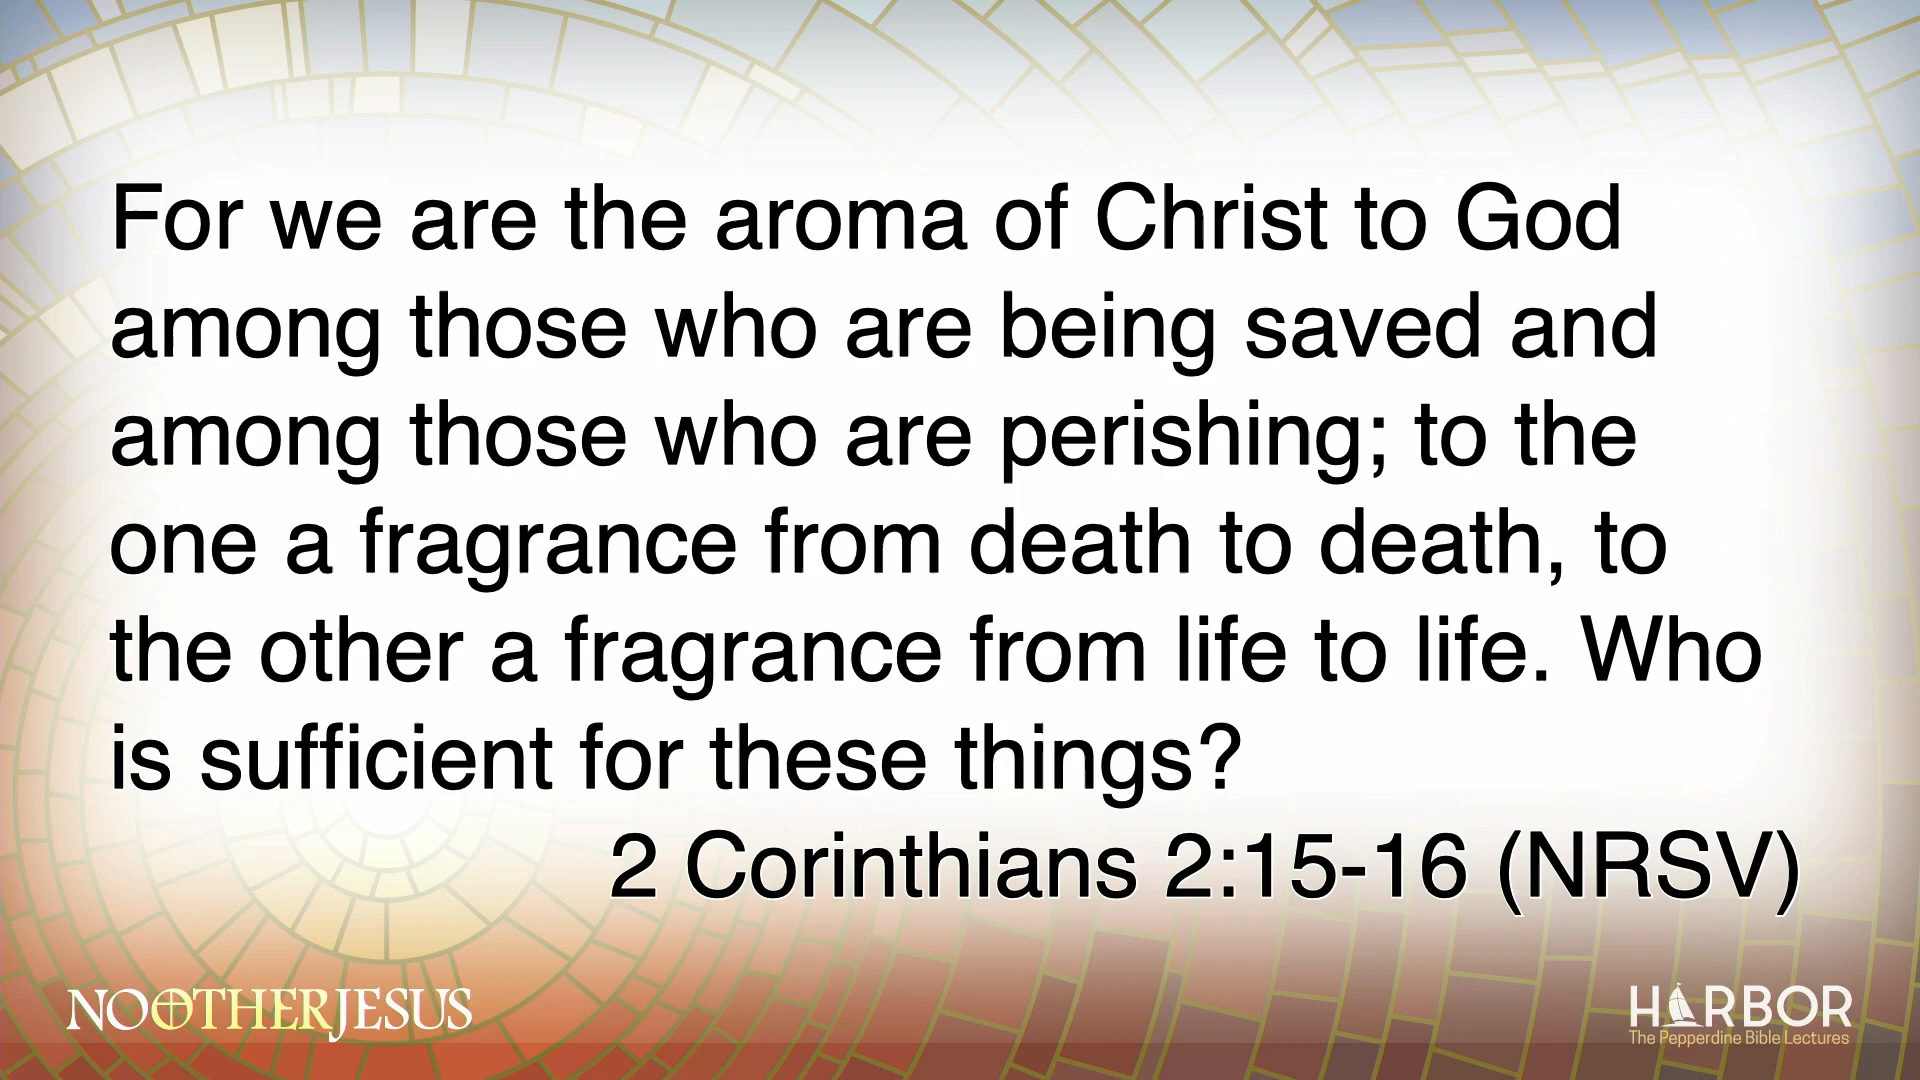 For we are the aroma of Christ to God
among those who are being saved and
among those who are perishing; to the
one a fragrance from death to death, to
the other a fragrance from life to life. Who
is sufficient for these things?
2 Corinthians 2:15-16 (NRSV)
NOOTHERJESUS
HARBOR
The Pepperdine Bible Lectures